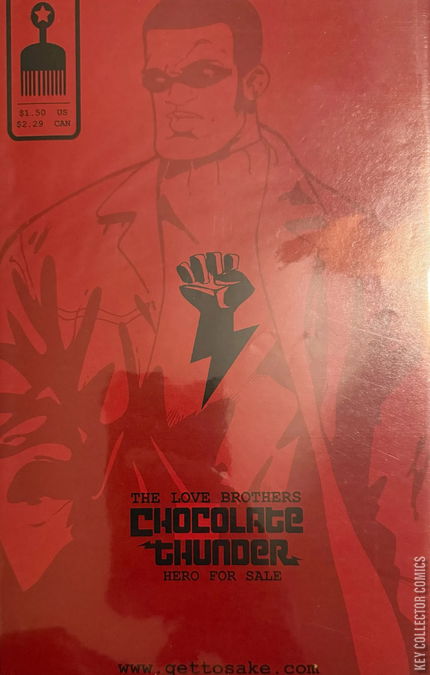 $1.50 US
$2.29 CAN
THE LOVE BROTHERS
CHOCOLATE
THUNDER
HERO FOR SALE
www.gettosake.com
KEY COLLECTOR COMICS